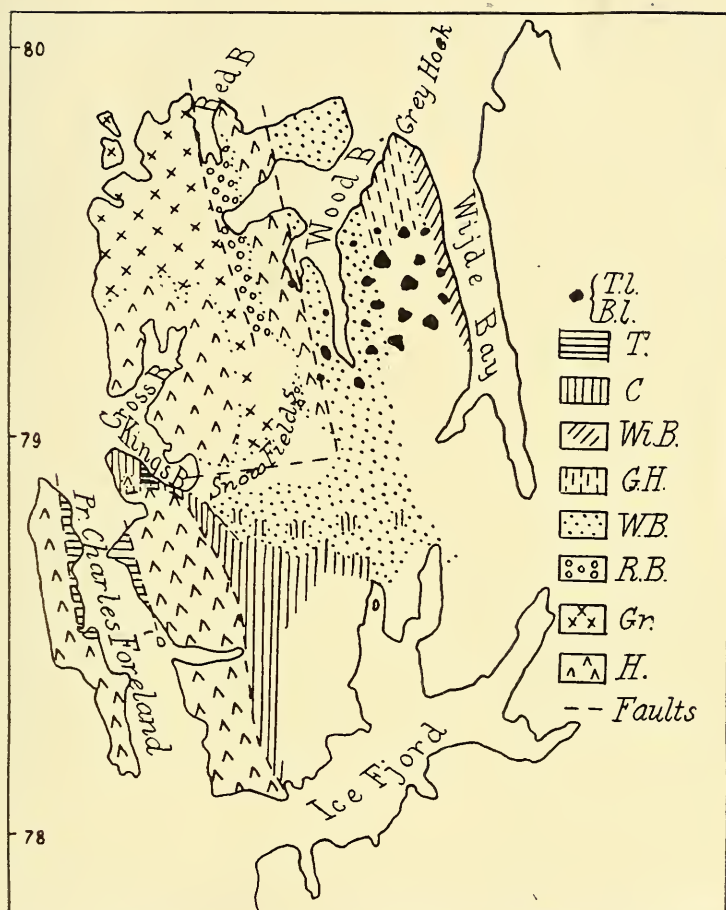 80
Red B
Grey Hook
Wood B
Wijde Bay
T.l.
B.l.
T.
C
79
Cross B
Kings B
Snow Fields
Wi.B.
G.H.
W.B.
R.B.
Pr. Charles Foreland
Gr.
H.
Faults
Ice Fjord
78